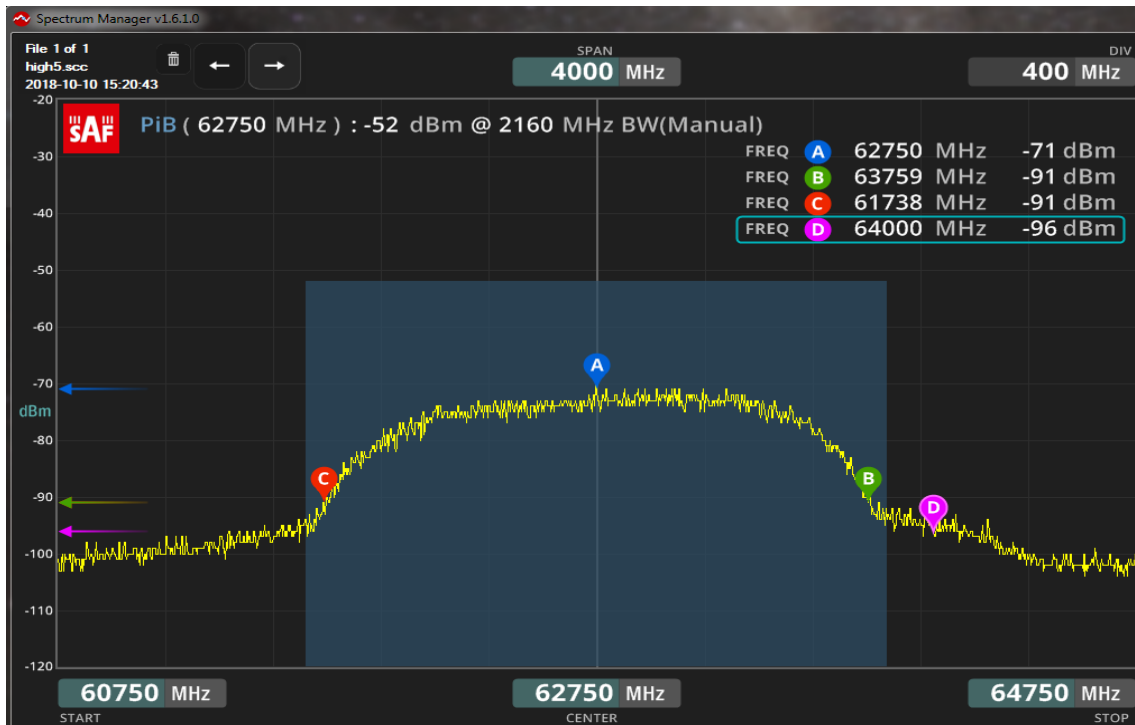 Spectrum Manager v1.6.1.0
File 1 of 1
high5.scc
2018-10-10 15:20:43
SPAN
4000 MHz
DIV
400 MHz
SAF
PiB ( 62750 MHz ) : -52 dBm @ 2160 MHz BW(Manual)
FREQ A 62750 MHz -71 dBm
FREQ B 63759 MHz -91 dBm
FREQ C 61738 MHz -91 dBm
FREQ D 64000 MHz -96 dBm
-20
-30
-40
-50
-60
-70
dBm
-80
-90
-100
-110
-120
A
C
B
D
60750 MHz
START
62750 MHz
CENTER
64750 MHz
STOP